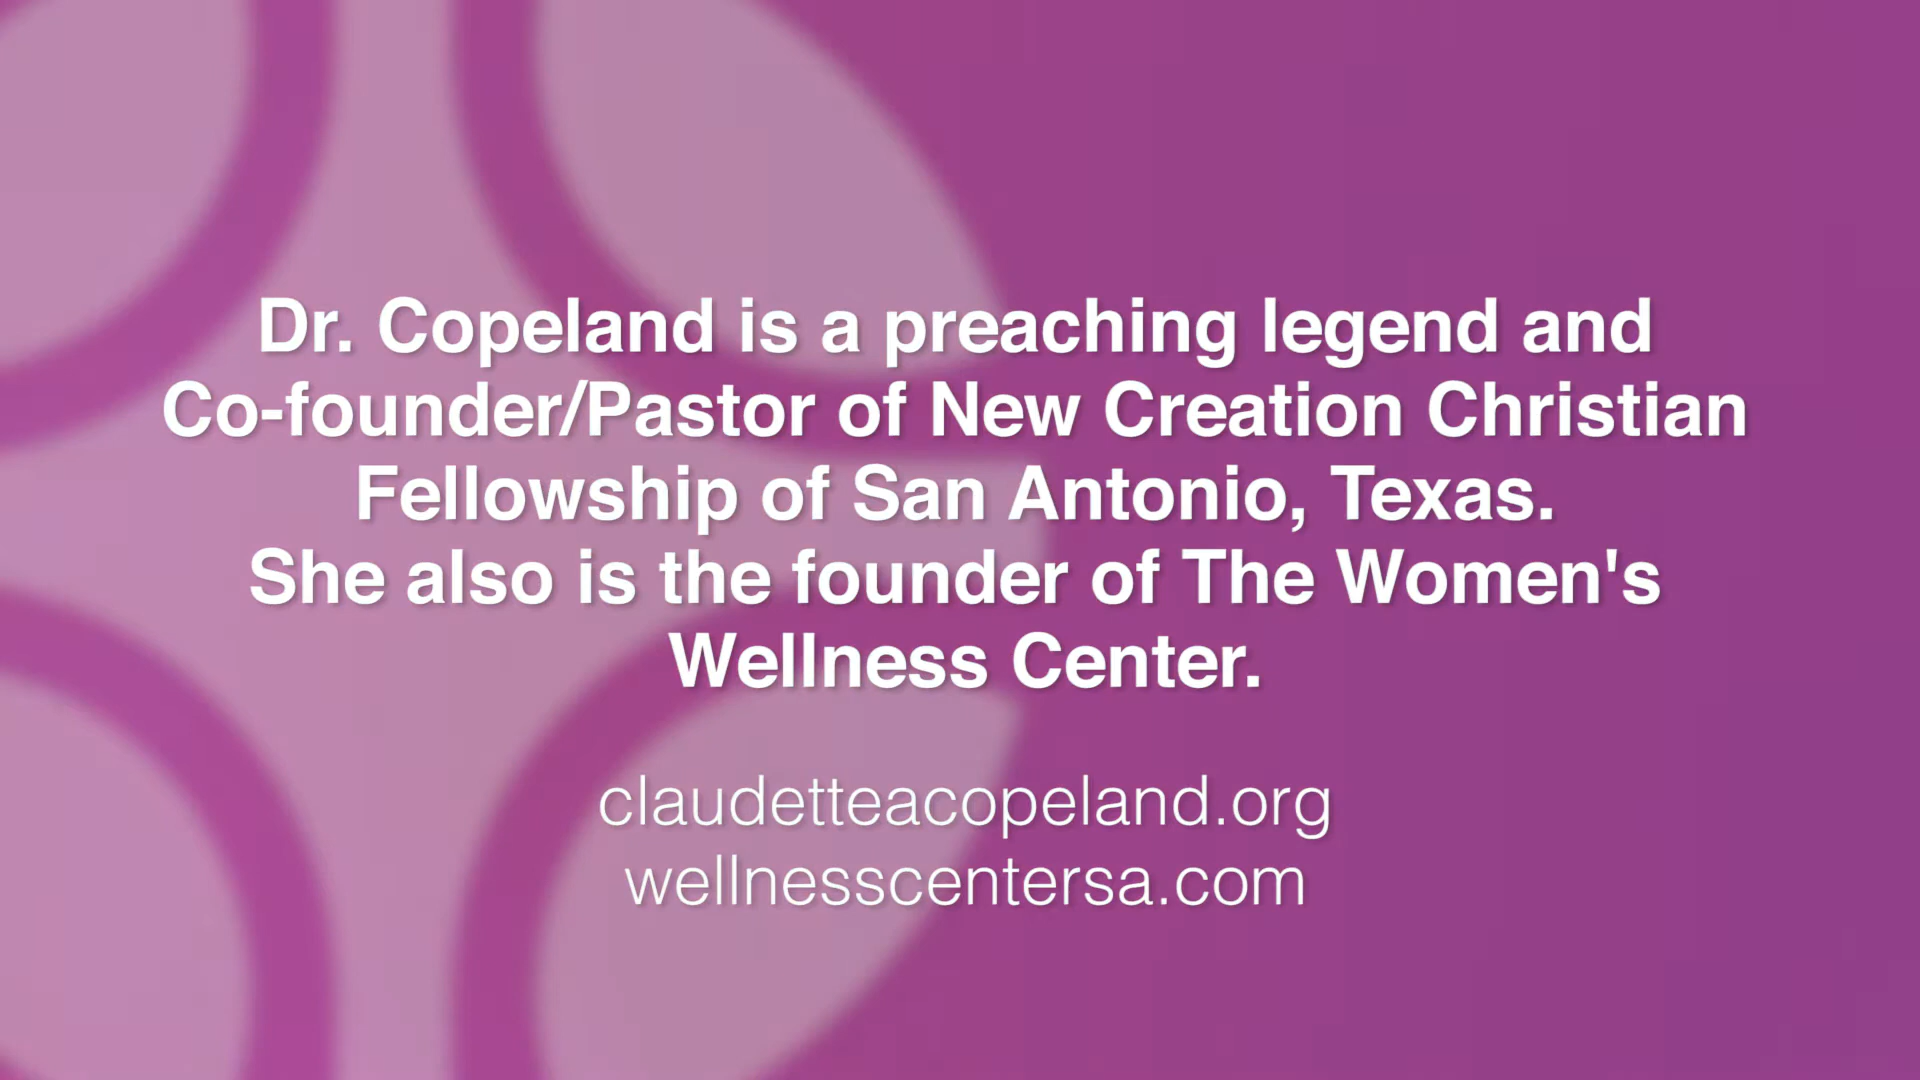 Dr. Copeland is a preaching legend and
Co-founder/Pastor of New Creation Christian
Fellowship of San Antonio, Texas.
She also is the founder of The Women's
Wellness Center.
claudetteacopeland.org
wellnesscentersa.com